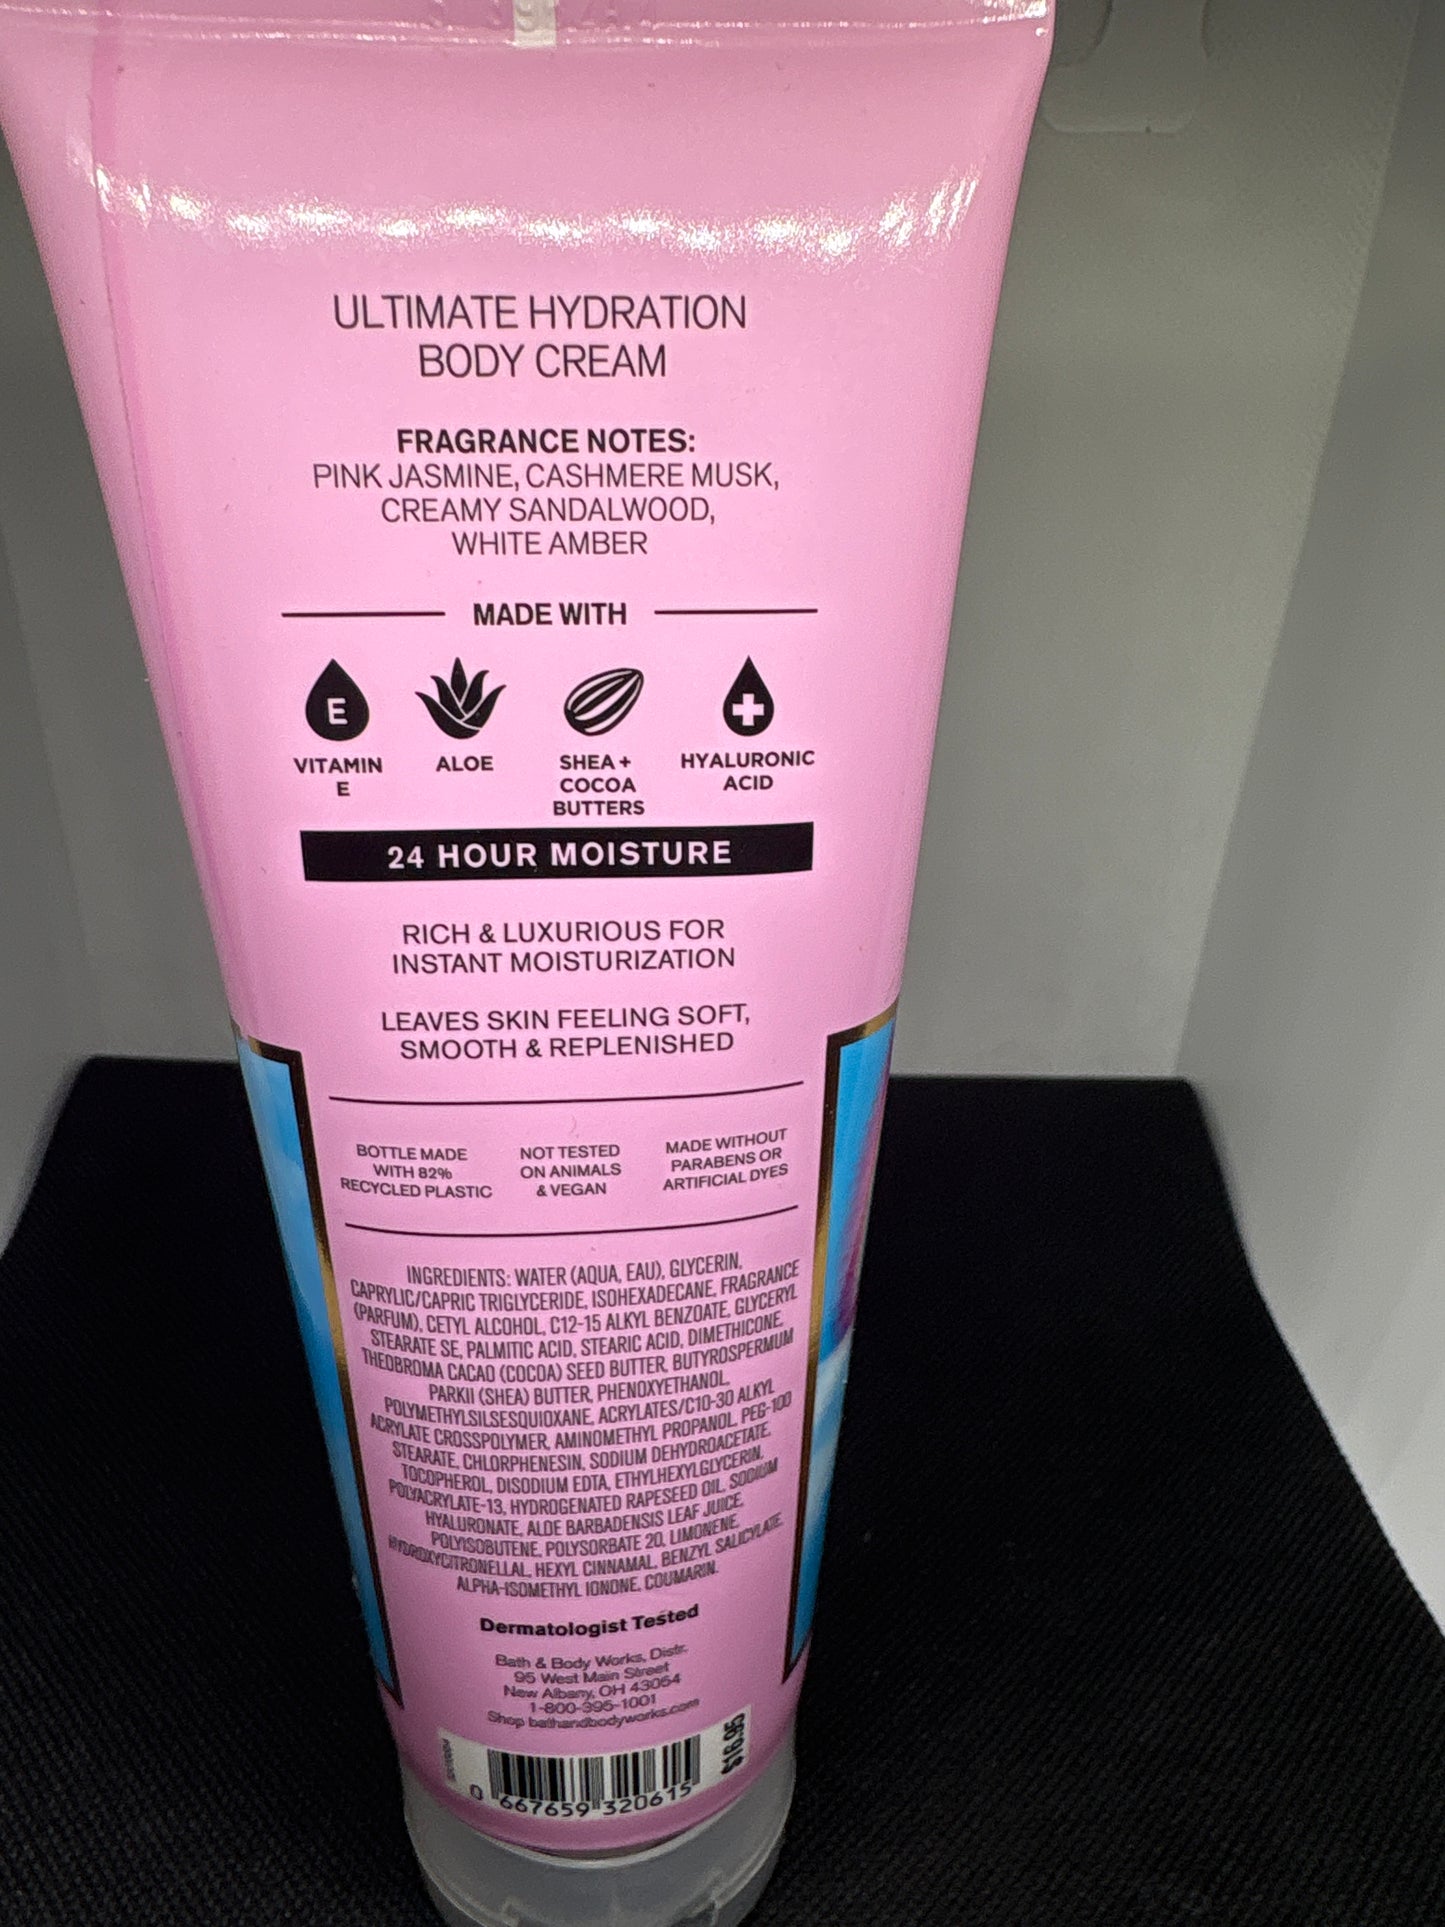 ULTIMATE HYDRATION
BODY CREAM
FRAGRANCE NOTES:
PINK JASMINE, CASHMERE MUSK,
CREAMY SANDALWOOD,
WHITE AMBER
MADE WITH
E
VITAMIN
E
ALOE
SHEA +
COCOA
BUTTERS
HYALURONIC
ACID
24 HOUR MOISTURE
RICH & LUXURIOUS FOR
INSTANT MOISTURIZATION
LEAVES SKIN FEELING SOFT,
SMOOTH & REPLENISHED
BOTTLE MADE
WITH 82%
RECYCLED PLASTIC
NOT TESTED
ON ANIMALS
& VEGAN
MADE WITHOUT
PARABENS OR
ARTIFICIAL DYES
INGREDIENTS: WATER (AQUA, EAU), GLYCERIN,
CAPRYLIC/CAPRIC TRIGLYCERIDE, ISOHEXADECANE, FRAGRANCE
(PARFUM), CETYL ALCOHOL, C12-15 ALKYL BENZOATE, GLYCERYL
STEARATE SE, PALMITIC ACID, STEARIC ACID, DIMETHICONE,
THEOBROMA CACAO (COCOA) SEED BUTTER, BUTYROSPERMUM
PARKII (SHEA) BUTTER, PHENOXYETHANOL,
POLYMETHYLSILSESQUIOXANE, ACRYLATES/C10-30 ALKYL
ACRYLATE CROSSPOLYMER, AMINOMETHYL PROPANOL, PEG-100
STEARATE, CHLORPHENESIN, SODIUM DEHYDROACETATE,
TOCOPHEROL, DISODIUM EDTA, ETHYLHEXYLGLYCERIN,
POLYACRYLATE-13, HYDROGENATED RAPESEED OIL, SODIUM
HYALURONATE, ALOE BARBADENSIS LEAF JUICE,
POLYISOBUTENE, POLYSORBATE 20, LIMONENE,
HYDROXYCITRONELLAL, HEXYL CINNAMAL, BENZYL SALICYLATE,
ALPHA-ISOMETHYL IONONE, COUMARIN.
Dermatologist Tested
Bath & Body Works, Distr.
95 West Main Street
New Albany, OH 43054
1-800-395-1001
Shop bathandbodyworks.com
$16.95
0 667659 320615